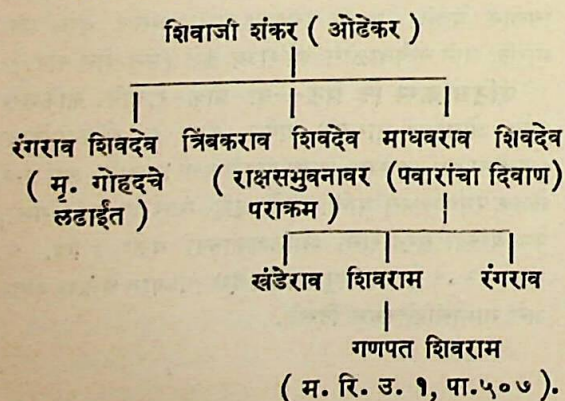 शिवाजी शंकर ( ओढेकर )
रंगराव शिवदेव त्रिंबकराव शिवदेव माधवराव शिवदेव
( मृ. गोहदचे ( राक्षसभुवनावर (पवारांचा दिवाण)
लढाईंत ) पराक्रम )
खंडेराव शिवराम रंगराव
गणपत शिवराम
( म. रि. उ. १, पा.५०७ ).